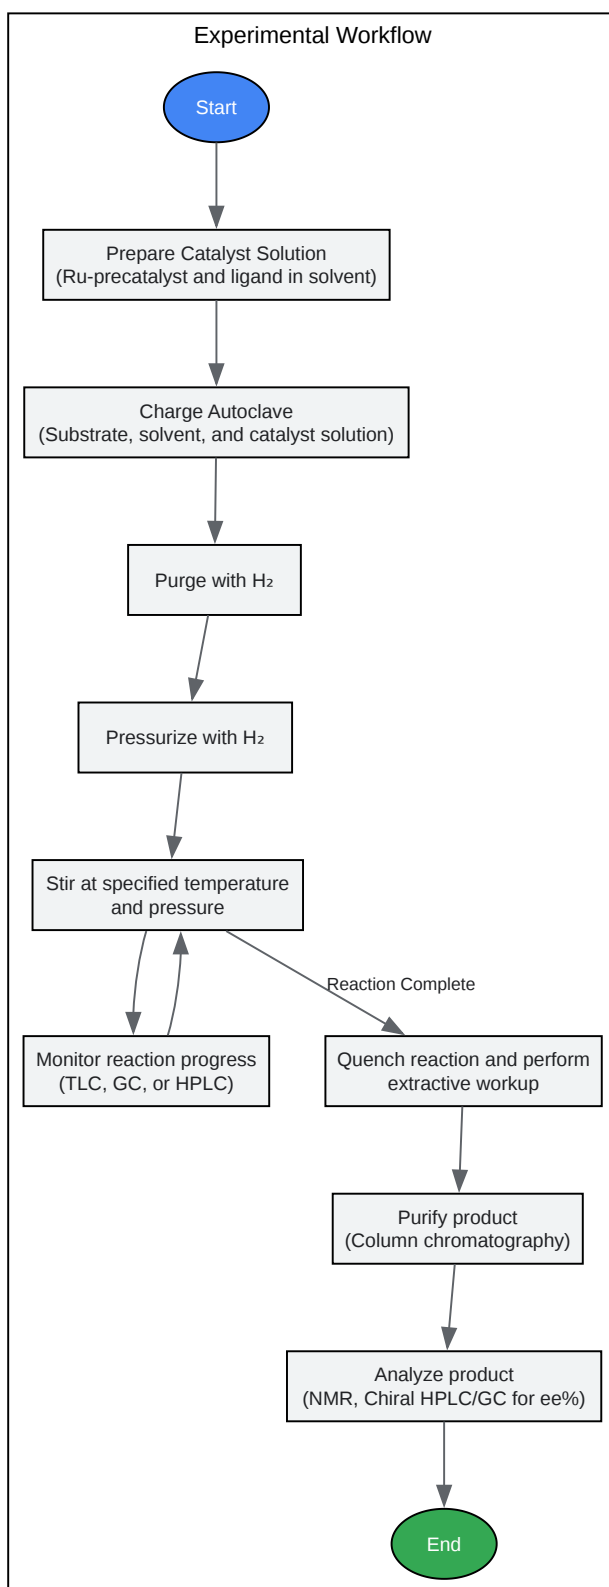 Experimental Workflow
Start
Prepare Catalyst Solution
(Ru-precatalyst and ligand in solvent)
Charge Autoclave
(Substrate, solvent, and catalyst solution)
Purge with H₂
Pressurize with H₂
Stir at specified temperature
and pressure
Reaction Complete
Monitor reaction progress
(TLC, GC, or HPLC)
Quench reaction and perform
extractive workup
Purify product
(Column chromatography)
Analyze product
(NMR, Chiral HPLC/GC for ee%)
End